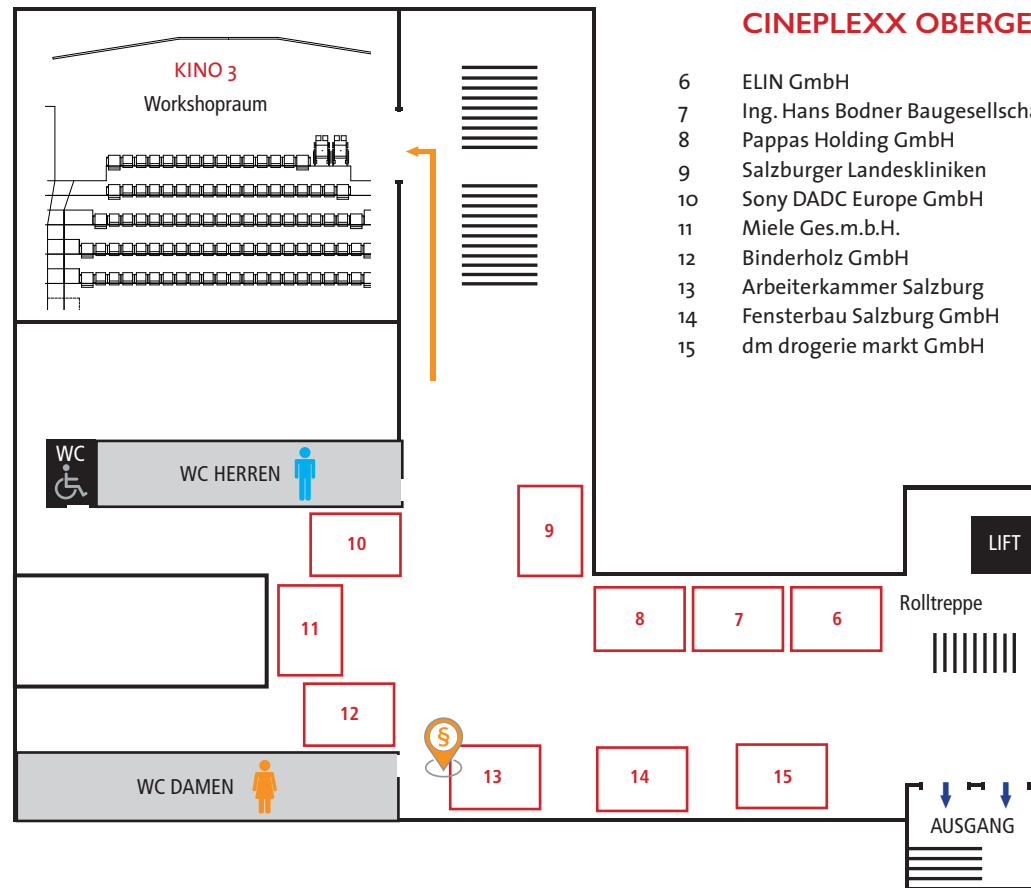 CINEPLEXX OBERGE
KINO 3
Workshopraum
6 ELIN GmbH
7 Ing. Hans Bodner Baugesellscha
8 Pappas Holding GmbH
9 Salzburger Landeskliniken
10 Sony DADC Europe GmbH
11 Miele Ges.m.b.H.
12 Binderholz GmbH
13 Arbeiterkammer Salzburg
14 Fensterbau Salzburg GmbH
15 dm drogerie markt GmbH
WC
WC HERREN
10
9
LIFT
11
8
7
6
Rolltreppe
12
§
13
14
15
WC DAMEN
AUSGANG